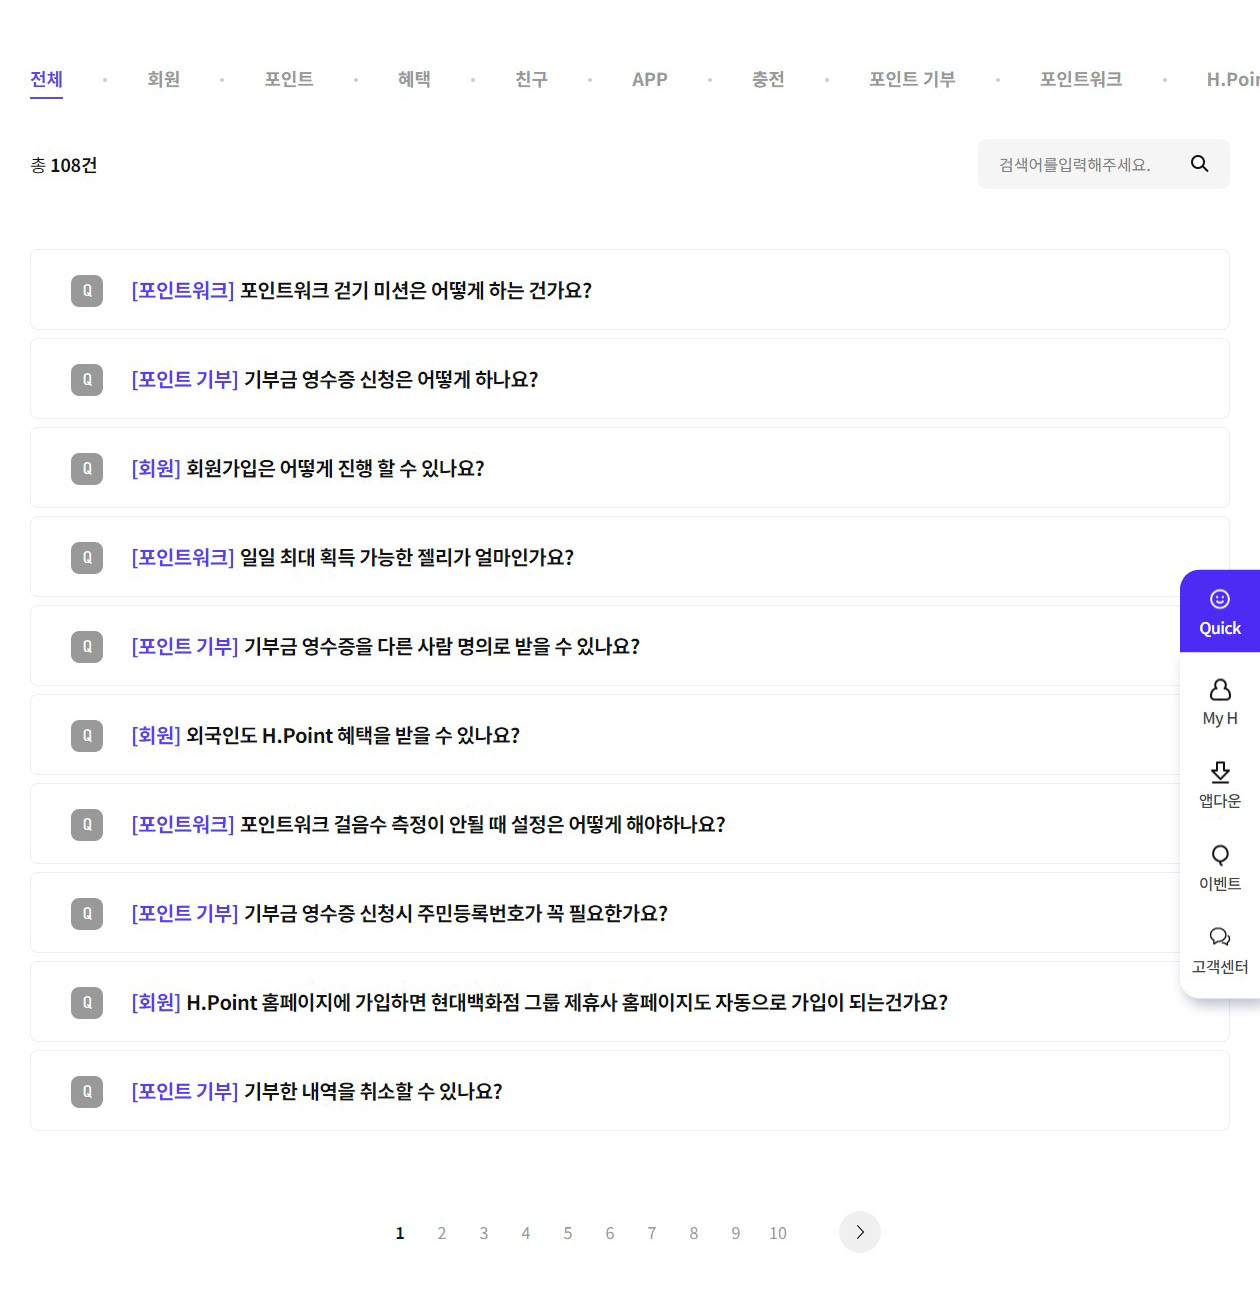 전체 • 회원 • 포인트 • 혜택 • 친구 • APP • 충전 • 포인트 기부 • 포인트워크 • H.Poin
총 108건
검색어를입력해주세요.
Q [포인트워크] 포인트워크 걷기 미션은 어떻게 하는 건가요?
Q [포인트 기부] 기부금 영수증 신청은 어떻게 하나요?
Q [회원] 회원가입은 어떻게 진행 할 수 있나요?
Q [포인트워크] 일일 최대 획득 가능한 젤리가 얼마인가요?
Q [포인트 기부] 기부금 영수증을 다른 사람 명의로 받을 수 있나요?
Q [회원] 외국인도 H.Point 혜택을 받을 수 있나요?
Q [포인트워크] 포인트워크 걸음수 측정이 안될 때 설정은 어떻게 해야하나요?
Q [포인트 기부] 기부금 영수증 신청시 주민등록번호가 꼭 필요한가요?
Q [회원] H.Point 홈페이지에 가입하면 현대백화점 그룹 제휴사 홈페이지도 자동으로 가입이 되는건가요?
Q [포인트 기부] 기부한 내역을 취소할 수 있나요?
Quick
My H
앱다운
이벤트
고객센터
1 2 3 4 5 6 7 8 9 10